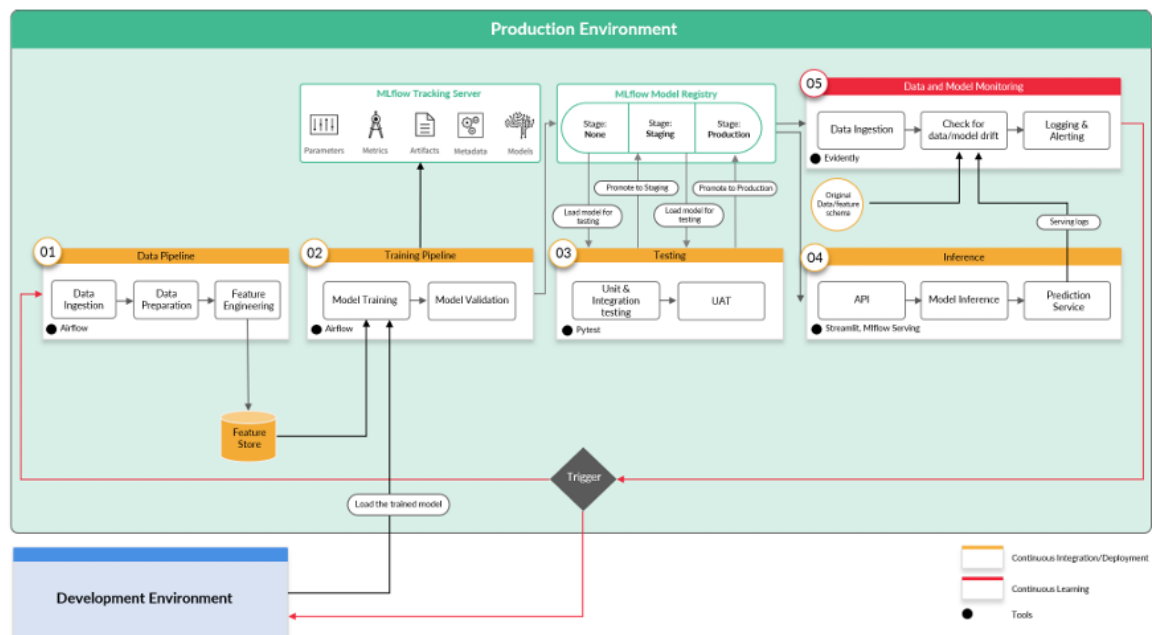 Production Environment
MLflow Tracking Server
Parameters
Metrics
Artifacts
Metadata
Models
MLflow Model Registry
Stage:
None
Stage:
Staging
Stage:
Production
Promote to Staging
Promote to Production
Load model for
testing
Load model for
testing
05
Data and Model Monitoring
Data Ingestion
Check for
data/model drift
Logging &
Alerting
Evidently
Original
Data/feature
schema
Serving logs
01
Data Pipeline
Data
Ingestion
Data
Preparation
Feature
Engineering
Airflow
02
Training Pipeline
Model Training
Model Validation
Airflow
03
Testing
Unit &
Integration
testing
UAT
Pytest
04
Inference
API
Model Inference
Prediction
Service
Streamlit, Mlflow Serving
Feature
Store
Trigger
Load the trained model
Development Environment
Continuous Integration/Deployment
Continuous Learning
Tools